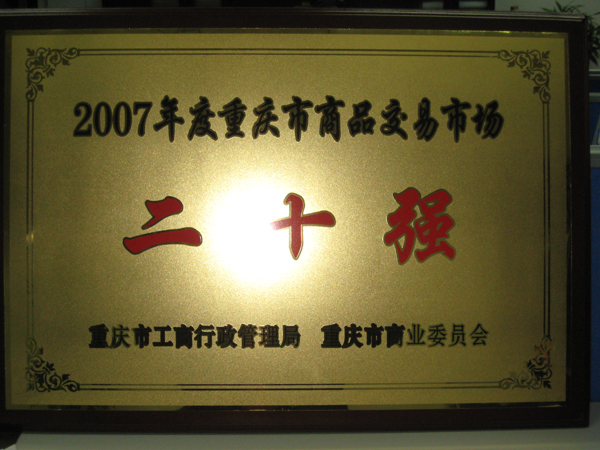 2007年度重庆市商品交易市场
二十强
重庆市工商行政管理局 重庆市商业委员会